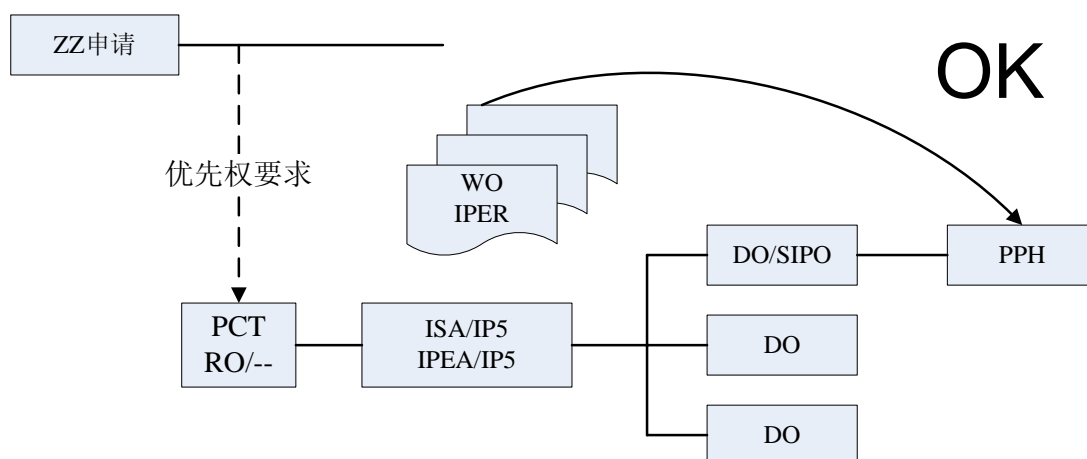 ZZ申请
OK
优先权要求
WO
IPER
DO/SIPO
PPH
PCT
RO/--
ISA/IP5
IPEA/IP5
DO
DO